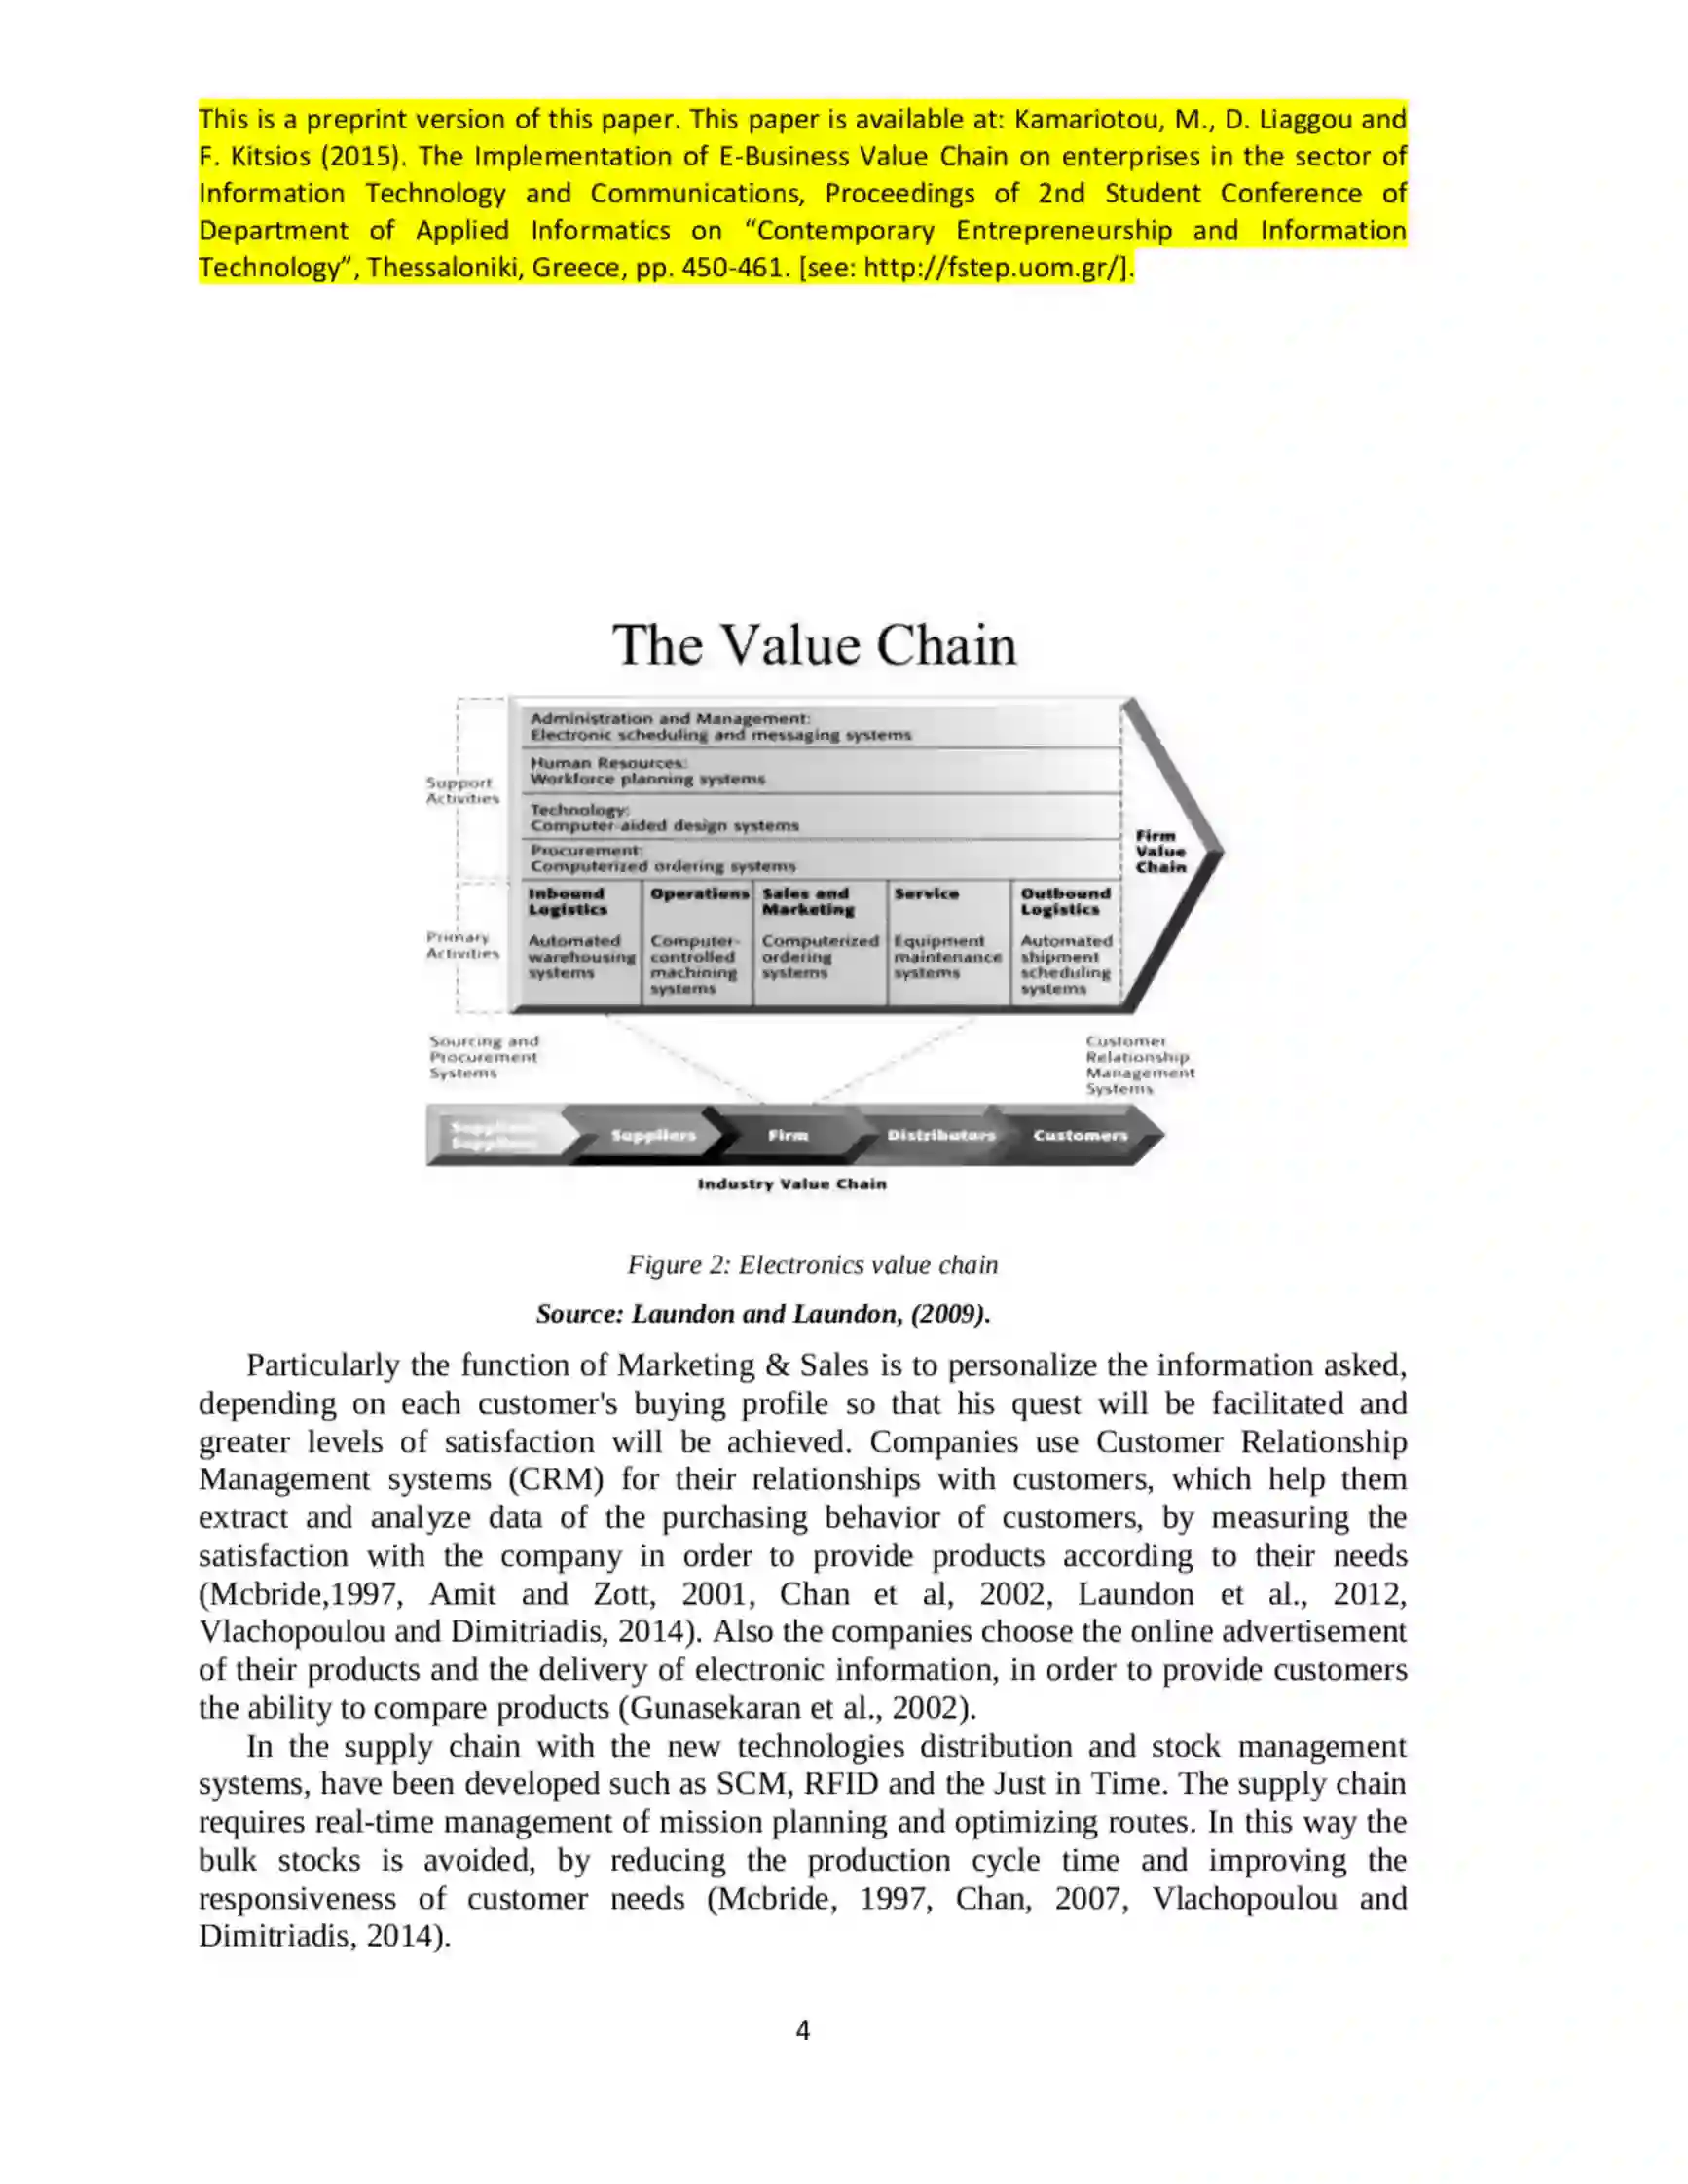 This is a preprint version of this paper. This paper is available at: Kamariotou, M., D. Liaggou and
F. Kitsios (2015). The Implementation of E-Business Value Chain on enterprises in the sector of
Information Technology and Communications, Proceedings of 2nd Student Conference of
Department of Applied Informatics on “Contemporary Entrepreneurship and Information
Technology”, Thessaloniki, Greece, pp. 450-461. [see: http://fstep.uom.gr/].
The Value Chain
Support
Activities
Administration and Management:
Electronic scheduling and messaging systems
Human Resources:
Workforce planning systems
Technology:
Computer-aided design systems
Procurement:
Computerized ordering systems
Firm
Value
Chain
Primary
Activities
Inbound
Logistics
Automated
warehousing
systems
Operations
Computer-
controlled
machining
systems
Sales and
Marketing
Computerized
ordering
systems
Service
Equipment
maintenance
systems
Outbound
Logistics
Automated
shipment
scheduling
systems
Sourcing and
Procurement
Systems
Customer
Relationship
Management
Systems
Suppliers
Firm
Distributors
Customers
Industry Value Chain
Figure 2: Electronics value chain
Source: Laundon and Laundon, (2009).
Particularly the function of Marketing & Sales is to personalize the information asked,
depending on each customer's buying profile so that his quest will be facilitated and
greater levels of satisfaction will be achieved. Companies use Customer Relationship
Management systems (CRM) for their relationships with customers, which help them
extract and analyze data of the purchasing behavior of customers, by measuring the
satisfaction with the company in order to provide products according to their needs
(Mcbride,1997, Amit and Zott, 2001, Chan et al, 2002, Laundon et al., 2012,
Vlachopoulou and Dimitriadis, 2014). Also the companies choose the online advertisement
of their products and the delivery of electronic information, in order to provide customers
the ability to compare products (Gunasekaran et al., 2002).
In the supply chain with the new technologies distribution and stock management
systems, have been developed such as SCM, RFID and the Just in Time. The supply chain
requires real-time management of mission planning and optimizing routes. In this way the
bulk stocks is avoided, by reducing the production cycle time and improving the
responsiveness of customer needs (Mcbride, 1997, Chan, 2007, Vlachopoulou and
Dimitriadis, 2014).
4